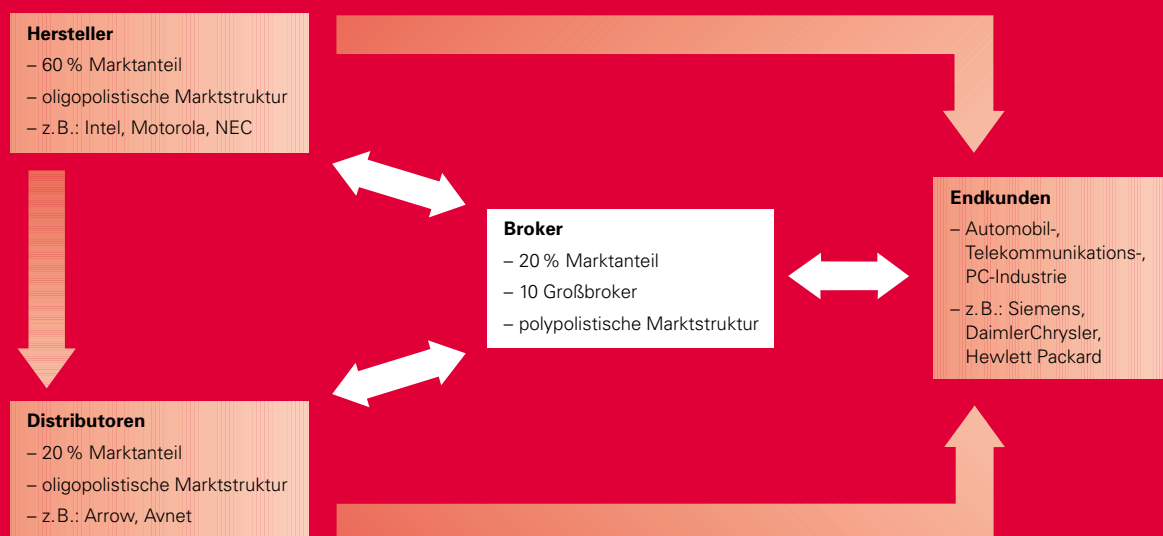 Hersteller
– 60 % Marktanteil
– oligopolistische Marktstruktur
– z. B.: Intel, Motorola, NEC
Broker
– 20 % Marktanteil
– 10 Großbroker
– polypolistische Marktstruktur
Endkunden
– Automobil-,
Telekommunikations-,
PC-Industrie
– z. B.: Siemens,
DaimlerChrysler,
Hewlett Packard
Distributoren
– 20 % Marktanteil
– oligopolistische Marktstruktur
– z. B.: Arrow, Avnet